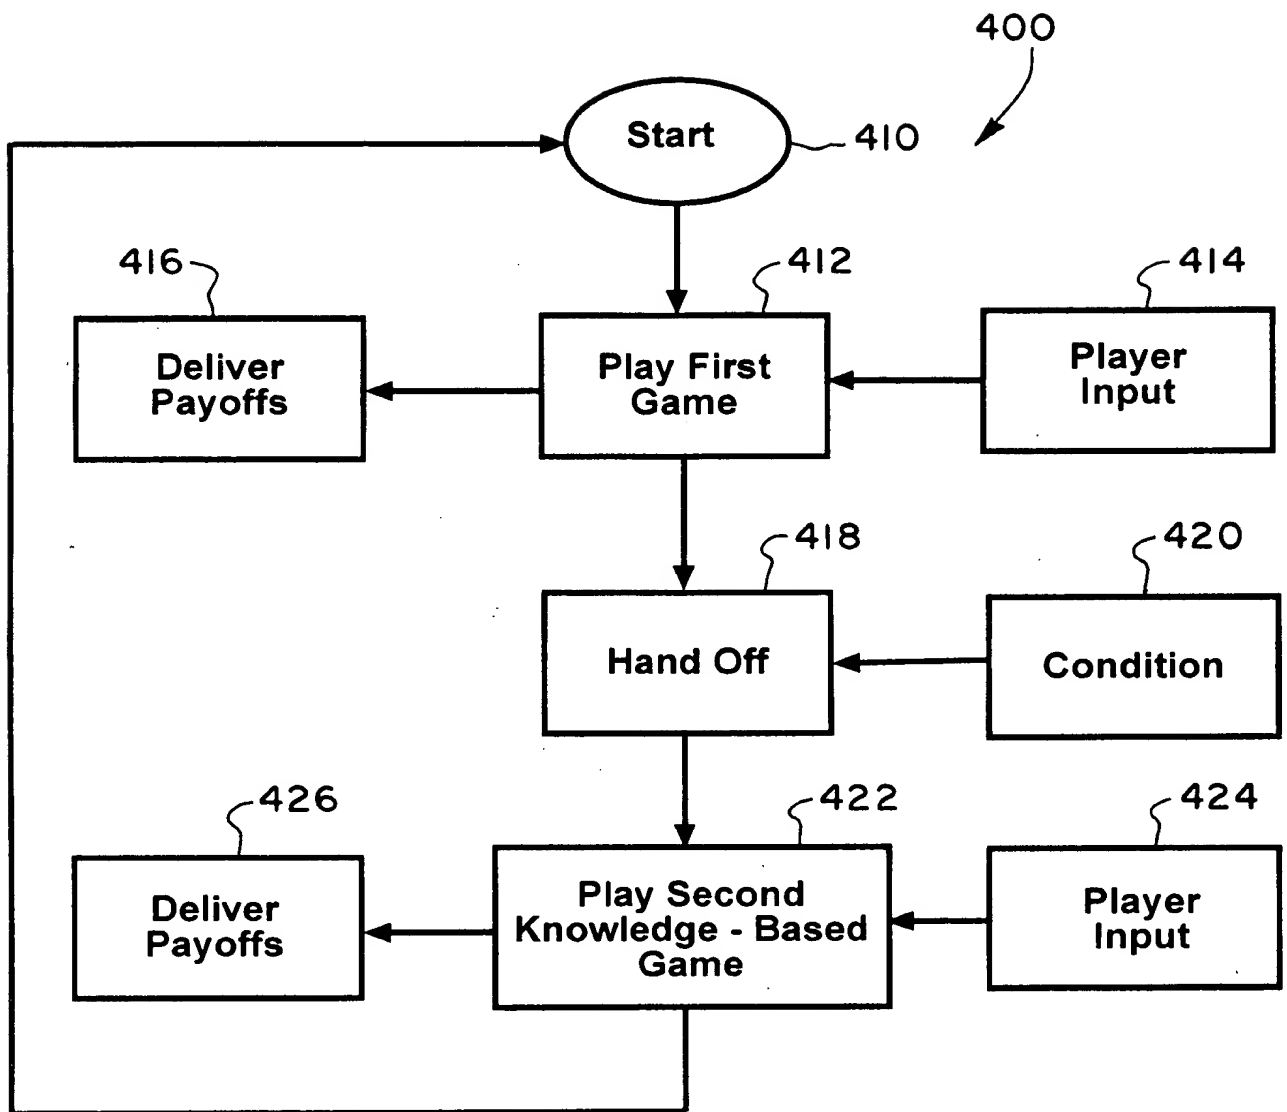 400
Start
410
416
412
414
Deliver
Payoffs
Play First
Game
Player
Input
418
420
Hand Off
Condition
426
422
424
Deliver
Payoffs
Play Second
Knowledge - Based
Game
Player
Input